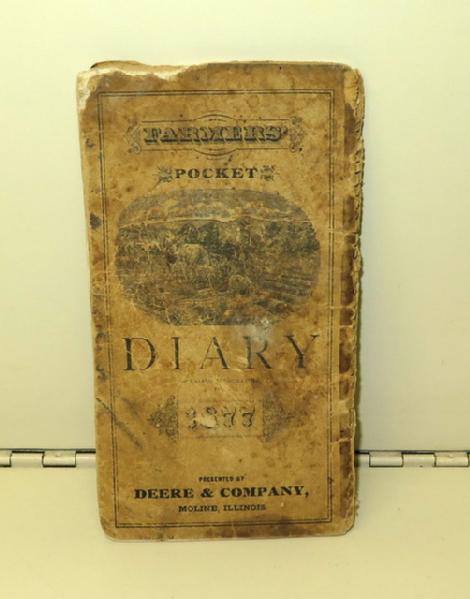 FARMERS'
POCKET
DIARY
1877
PRESENTED BY
DEERE & COMPANY,
MOLINE, ILLINOIS